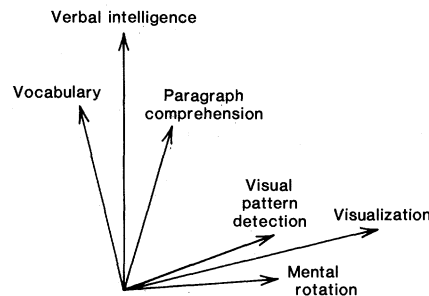 Verbal intelligence
Vocabulary
Paragraph
comprehension
Visual
pattern
detection
Visualization
Mental
rotation